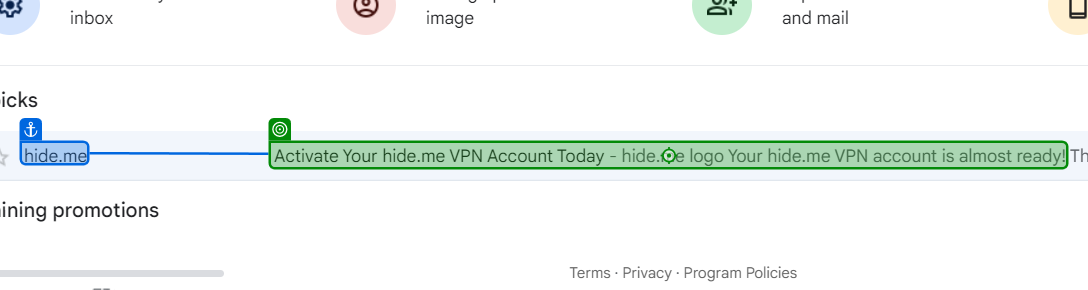 inbox
image
and mail
icks
hide.me Activate Your hide.me VPN Account Today - hide.me logo Your hide.me VPN account is almost ready! Th
ining promotions
Terms · Privacy · Program Policies